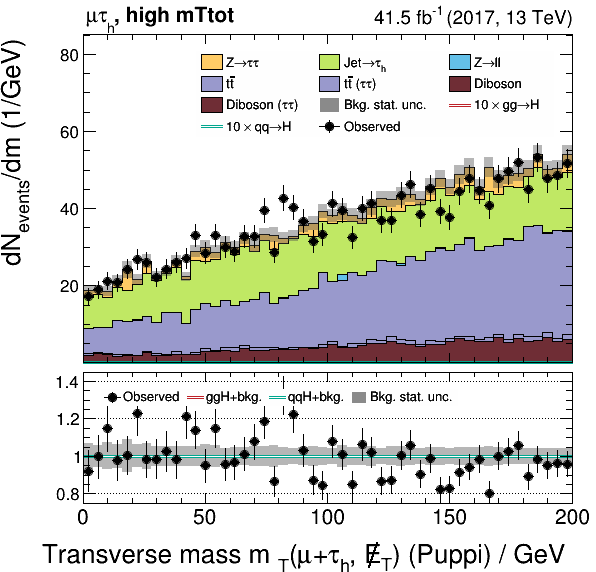 μτh, high mTtot 41.5 fb-1 (2017, 13 TeV)
dNevents/dm (1/GeV)
80
60
40
20
Z→ττ Jet→τh Z→ll
tt̄ tt̄ (ττ) Diboson
Diboson (ττ) Bkg. stat. unc. 10 × gg→H
10 × qq→H Observed
1.4
1.2
1
0.8
Observed ggH+bkg. qqH+bkg. Bkg. stat. unc.
0 50 100 150 200
Transverse mass m T(μ+τh, E̸T) (Puppi) / GeV